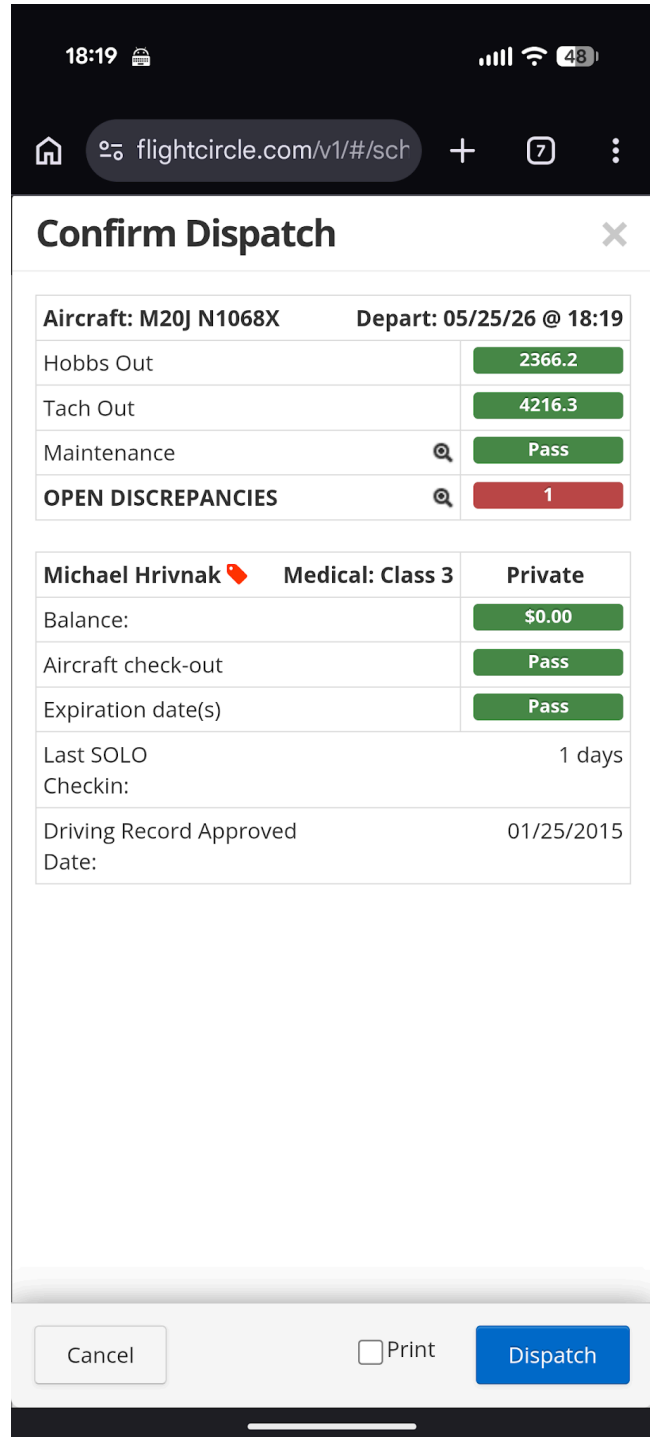 18:19
48
flightcircle.com/v1/#/sch
7
Confirm Dispatch
Aircraft: M20J N1068X Depart: 05/25/26 @ 18:19
Hobbs Out 2366.2
Tach Out 4216.3
Maintenance Pass
OPEN DISCREPANCIES 1
Michael Hrivnak Medical: Class 3 Private
Balance: $0.00
Aircraft check-out Pass
Expiration date(s) Pass
Last SOLO 1 days
Checkin:
Driving Record Approved 01/25/2015
Date:
Cancel Print Dispatch